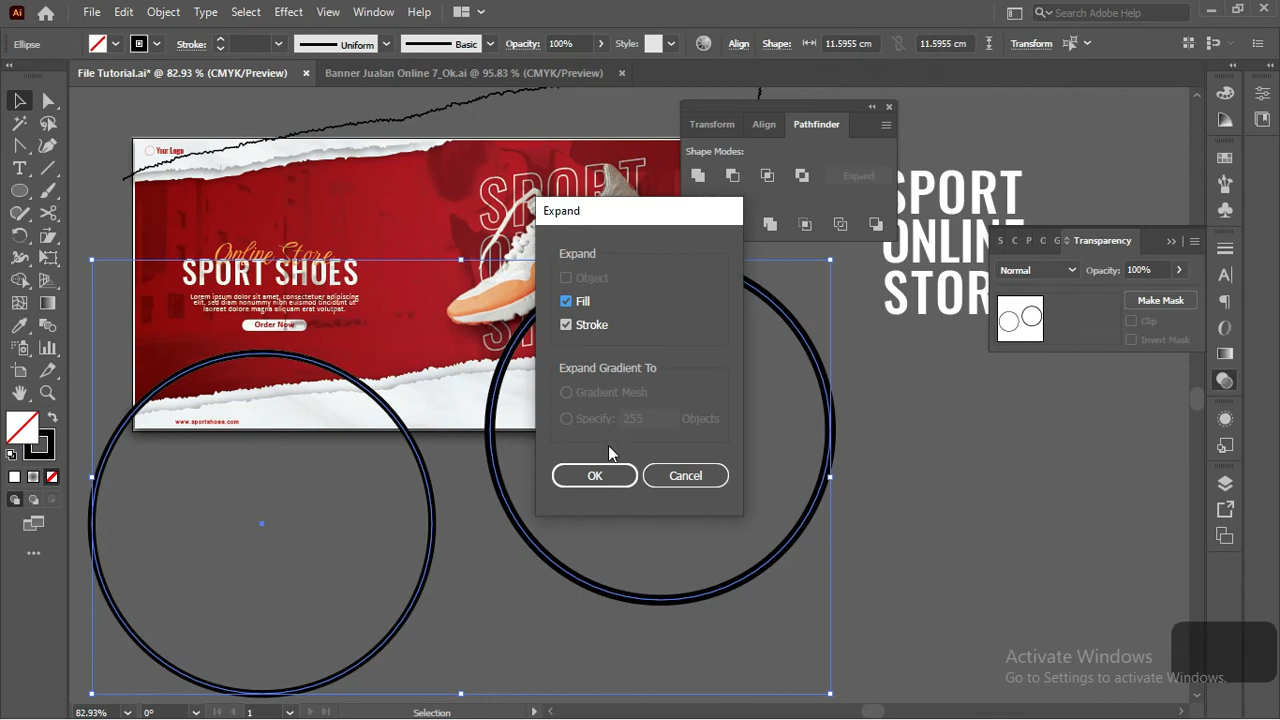 Ai File Edit Object Type Select Effect View Window Help Search Adobe Help
Ellipse Stroke: Uniform Basic Opacity: 100% Style: Align Shape: 11.5955 cm 11.5955 cm Transform
File Tutorial.ai* @ 82.93 % (CMYK/Preview) × Banner Jualan Online 7_Ok.ai @ 95.83 % (CMYK/Preview) ×
Transform Align Pathfinder
Shape Modes:
Expand
Your Logo
SPORT
Online Store
SPORT SHOES
Lorem ipsum dolor sit amet, consectetuer adipiscing
elit, sed diam nonummy nibh euismod tincidunt ut
laoreet dolore magna aliquam erat volutpat.
Order Now
www.sportshoes.com
Expand
Expand
Object
Fill
Stroke
Expand Gradient To
Gradient Mesh
Specify: 255 Objects
OK Cancel
SPORT
ONLINE
STORE
S C P O G Transparency
Normal Opacity: 100%
Make Mask
Clip
Invert Mask
Activate Windows
Go to Settings to activate Windows.
82.93% 0° 1 Selection